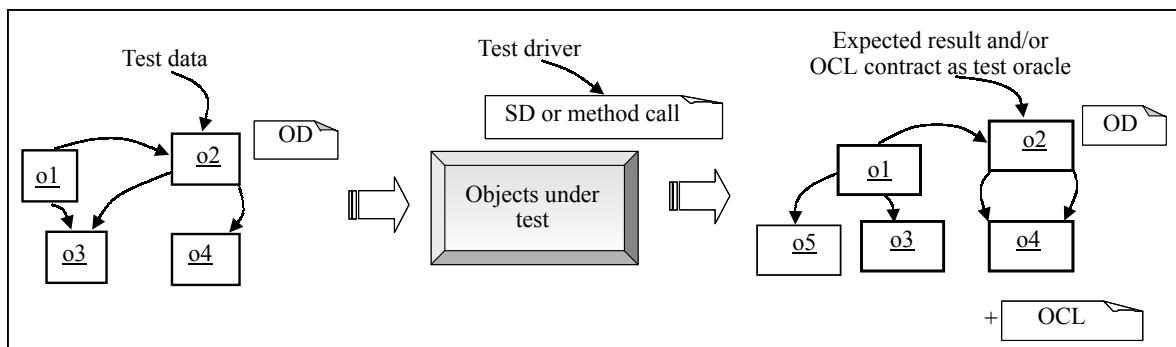 Test data
OD
o1
o2
o3
o4
Test driver
SD or method call
Objects under
test
Expected result and/or
OCL contract as test oracle
OD
o2
o1
o5
o3
o4
+ OCL